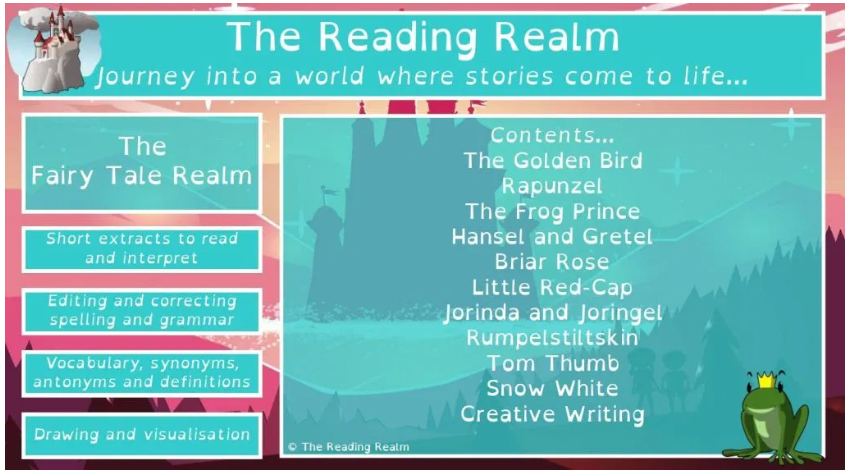 The Reading Realm
Journey into a world where stories come to life...
The
Fairy Tale Realm
Short extracts to read
and interpret
Editing and correcting
spelling and grammar
Vocabulary, synonyms,
antonyms and definitions
Drawing and visualisation
Contents...
The Golden Bird
Rapunzel
The Frog Prince
Hansel and Gretel
Briar Rose
Little Red-Cap
Jorinda and Joringel
Rumpelstiltskin
Tom Thumb
Snow White
Creative Writing
© The Reading Realm